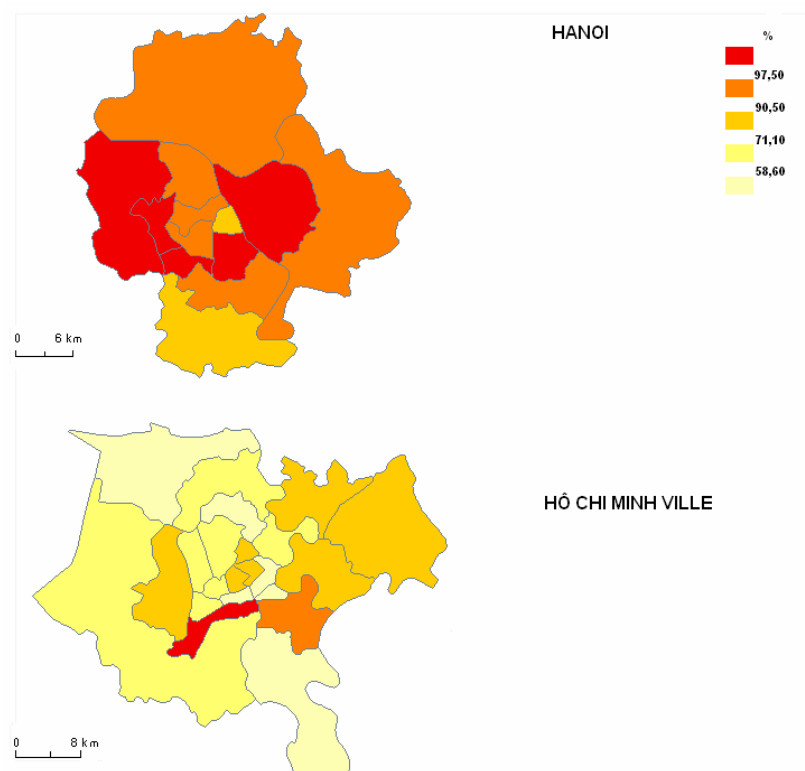 HANOI
%
97,50
90,50
71,10
58,60
0 6 km
HÔ CHI MINH VILLE
0 8 km